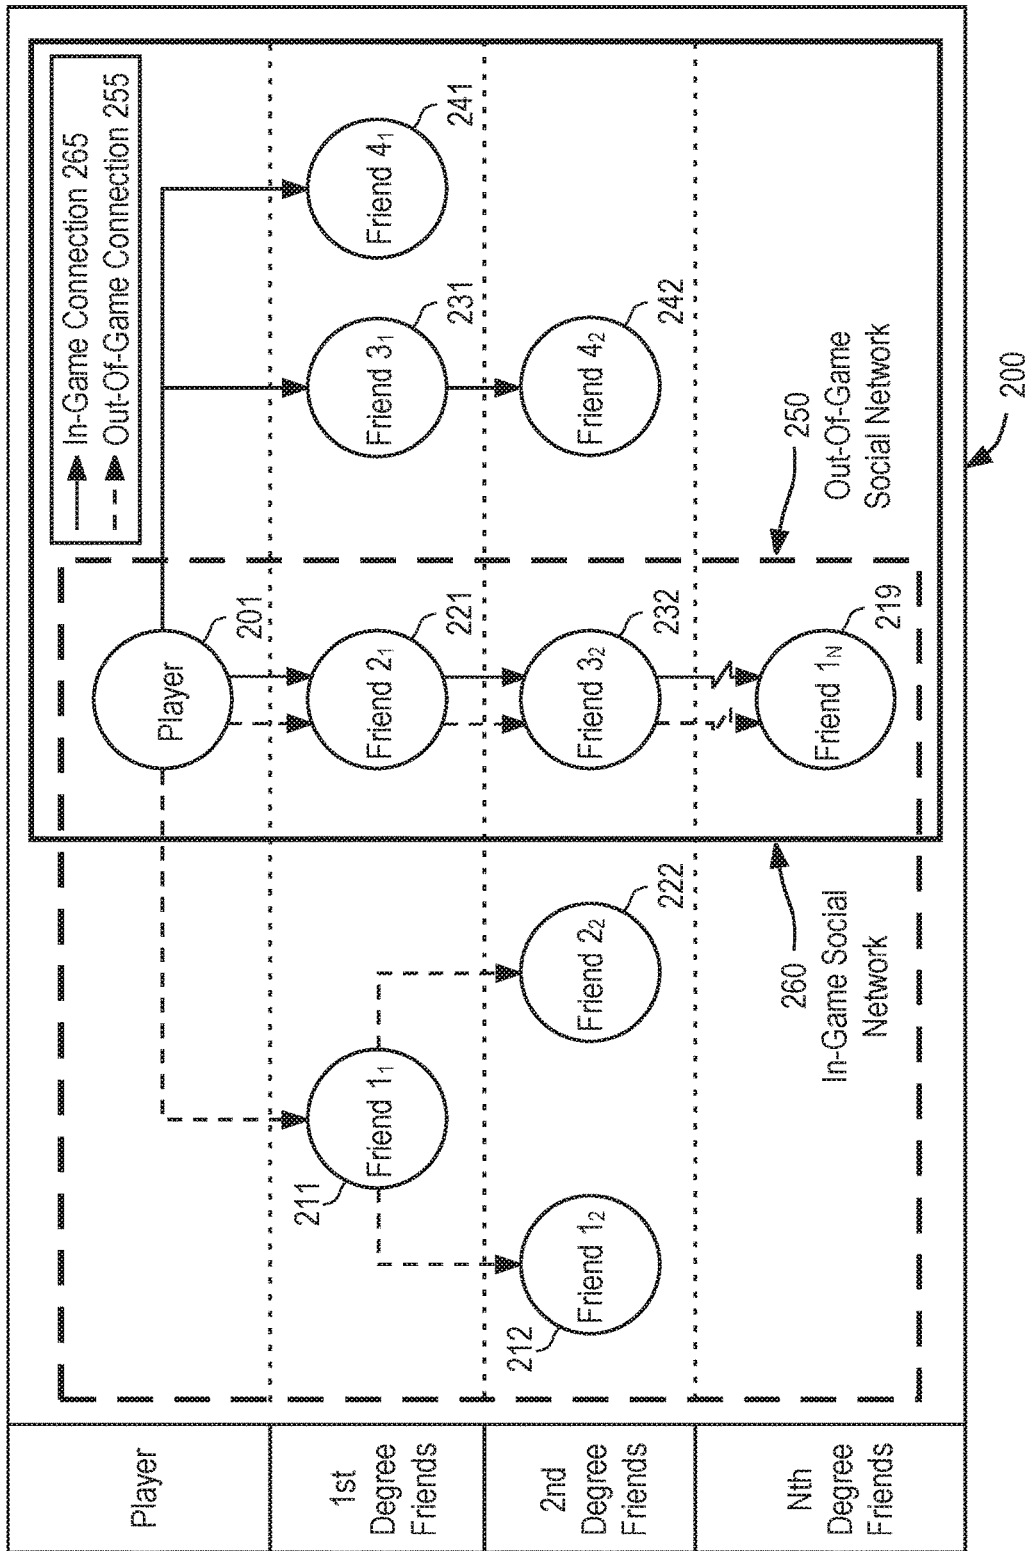 Player
1st
Degree
Friends
2nd
Degree
Friends
Nth
Degree
Friends
In-Game Connection 265
Out-Of-Game Connection 255
Player
201
211
Friend 1₁
Friend 2₁
221
Friend 3₁
231
Friend 4₁
241
212
Friend 1₂
Friend 2₂
222
Friend 3₂
232
Friend 4₂
242
Friend 1N
219
260
In-Game Social
Network
250
Out-Of-Game
Social Network
200